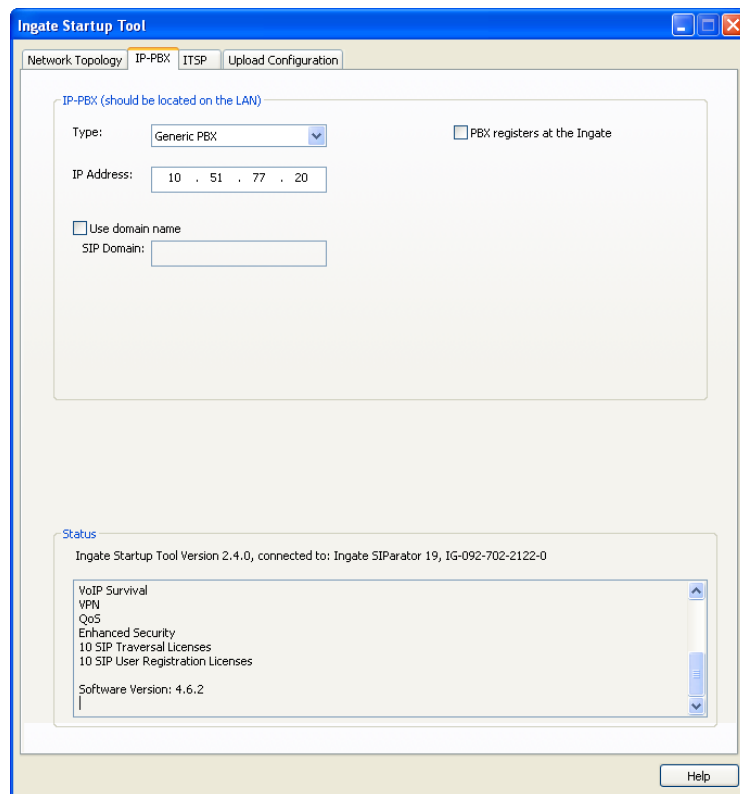 Ingate Startup Tool
Network Topology IP-PBX ITSP Upload Configuration
IP-PBX (should be located on the LAN)
Type: Generic PBX PBX registers at the Ingate
IP Address: 10 . 51 . 77 . 20
Use domain name
SIP Domain:
Status
Ingate Startup Tool Version 2.4.0, connected to: Ingate SIParator 19, IG-092-702-2122-0
VoIP Survival
VPN
QoS
Enhanced Security
10 SIP Traversal Licenses
10 SIP User Registration Licenses
Software Version: 4.6.2
Help